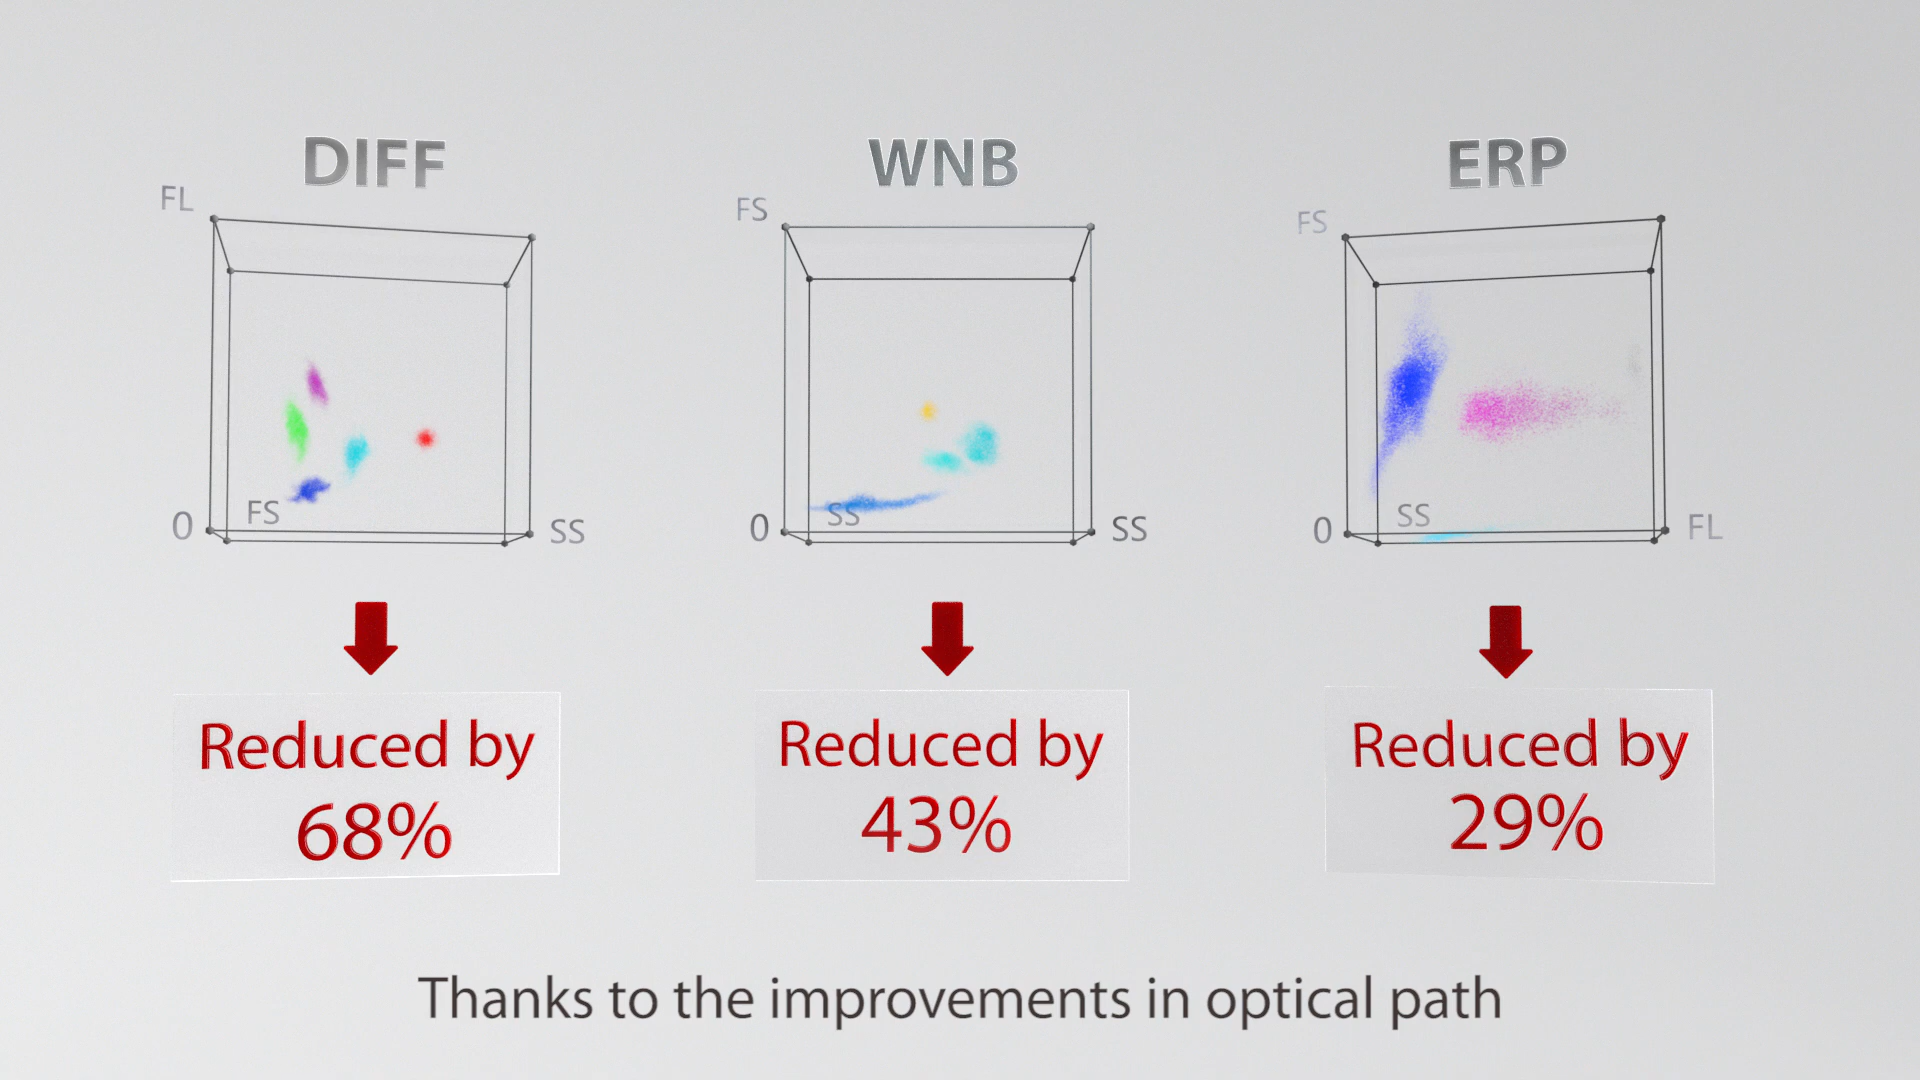 DIFF
FL
0
FS
SS
Reduced by
68%
WNB
FS
0
SS
SS
Reduced by
43%
ERP
FS
0
SS
FL
Reduced by
29%
Thanks to the improvements in optical path